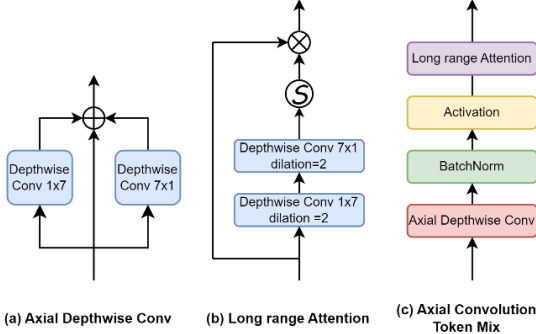 Depthwise
Conv 1x7
Depthwise
Conv 7x1
(a) Axial Depthwise Conv
S
Depthwise Conv 7x1
dilation=2
Depthwise Conv 1x7
dilation =2
(b) Long range Attention
Long range Attention
Activation
BatchNorm
Axial Depthwise Conv
(c) Axial Convolution
Token Mix